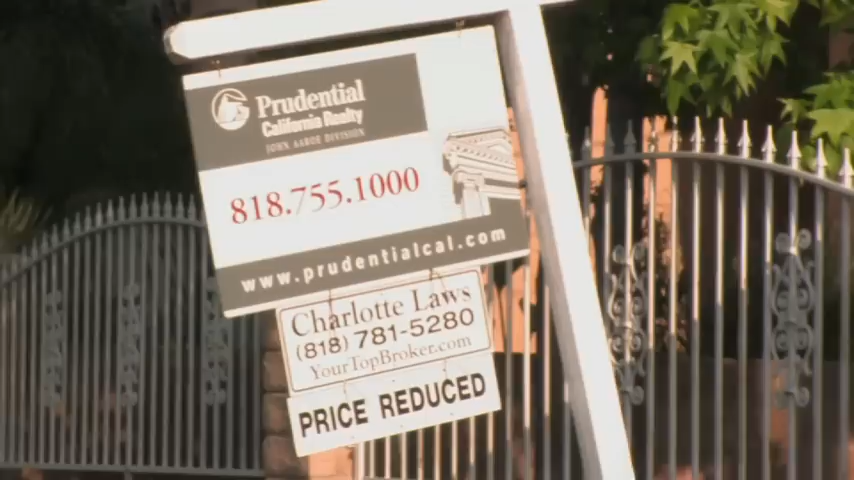 Prudential
California Realty
JOHN AAROE DIVISION
818.755.1000
www.prudentialcal.com
Charlotte Laws
(818) 781-5280
YourTopBroker.com
PRICE REDUCED